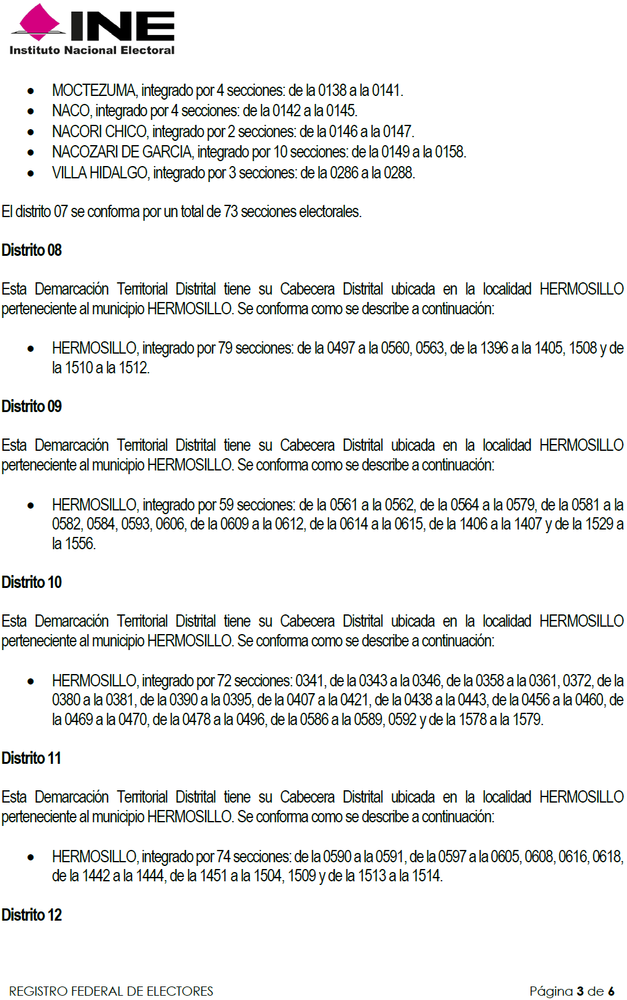 INE
Instituto Nacional Electoral
• MOCTEZUMA, integrado por 4 secciones: de la 0138 a la 0141.
• NACO, integrado por 4 secciones: de la 0142 a la 0145.
• NACORI CHICO, integrado por 2 secciones: de la 0146 a la 0147.
• NACOZARI DE GARCIA, integrado por 10 secciones: de la 0149 a la 0158.
• VILLA HIDALGO, integrado por 3 secciones: de la 0286 a la 0288.
El distrito 07 se conforma por un total de 73 secciones electorales.
Distrito 08
Esta Demarcación Territorial Distrital tiene su Cabecera Distrital ubicada en la localidad HERMOSILLO
perteneciente al municipio HERMOSILLO. Se conforma como se describe a continuación:
• HERMOSILLO, integrado por 79 secciones: de la 0497 a la 0560, 0563, de la 1396 a la 1405, 1508 y de
la 1510 a la 1512.
Distrito 09
Esta Demarcación Territorial Distrital tiene su Cabecera Distrital ubicada en la localidad HERMOSILLO
perteneciente al municipio HERMOSILLO. Se conforma como se describe a continuación:
• HERMOSILLO, integrado por 59 secciones: de la 0561 a la 0562, de la 0564 a la 0579, de la 0581 a la
0582, 0584, 0593, 0606, de la 0609 a la 0612, de la 0614 a la 0615, de la 1406 a la 1407 y de la 1529 a
la 1556.
Distrito 10
Esta Demarcación Territorial Distrital tiene su Cabecera Distrital ubicada en la localidad HERMOSILLO
perteneciente al municipio HERMOSILLO. Se conforma como se describe a continuación:
• HERMOSILLO, integrado por 72 secciones: 0341, de la 0343 a la 0346, de la 0358 a la 0361, 0372, de la
0380 a la 0381, de la 0390 a la 0395, de la 0407 a la 0421, de la 0438 a la 0443, de la 0456 a la 0460, de
la 0469 a la 0470, de la 0478 a la 0496, de la 0586 a la 0589, 0592 y de la 1578 a la 1579.
Distrito 11
Esta Demarcación Territorial Distrital tiene su Cabecera Distrital ubicada en la localidad HERMOSILLO
perteneciente al municipio HERMOSILLO. Se conforma como se describe a continuación:
• HERMOSILLO, integrado por 74 secciones: de la 0590 a la 0591, de la 0597 a la 0605, 0608, 0616, 0618,
de la 1442 a la 1444, de la 1451 a la 1504, 1509 y de la 1513 a la 1514.
Distrito 12
REGISTRO FEDERAL DE ELECTORES Página 3 de 6